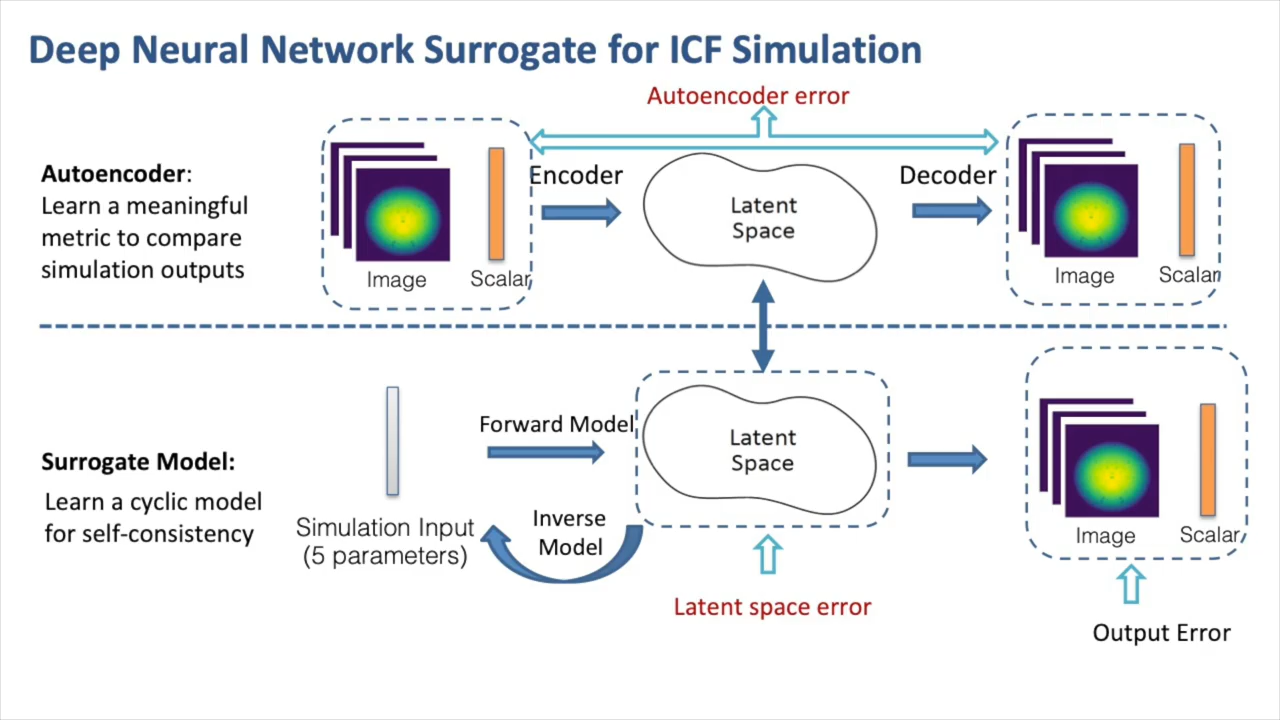 Deep Neural Network Surrogate for ICF Simulation
Autoencoder error
Autoencoder:
Learn a meaningful
metric to compare
simulation outputs
Image
Scalar
Encoder
Latent
Space
Decoder
Image
Scalar
Surrogate Model:
Learn a cyclic model
for self-consistency
Simulation Input
(5 parameters)
Forward Model
Inverse
Model
Latent
Space
Latent space error
Image
Scalar
Output Error